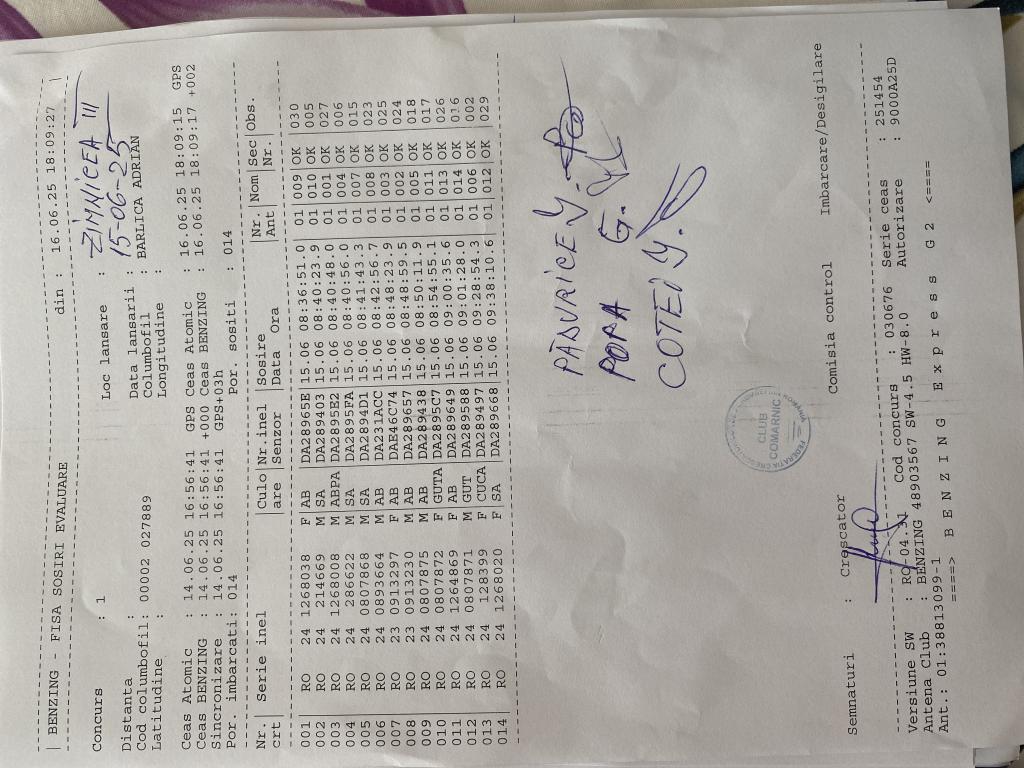 | BENZING - FISA SOSIRI EVALUARE din : 16.06.25 18:09:27 |
Concurs : 1 Loc lansare : ZIMNICEA III
Distanta : Data lansarii : 15-06-25
Cod columbofil: 00002 027889 Columbofil : BARLICA ADRIAN
Latitudine : Longitudine :
Ceas Atomic : 14.06.25 16:56:41 GPS Ceas Atomic : 16.06.25 18:09:15 GPS
Ceas BENZING : 14.06.25 16:56:41 +000 Ceas BENZING : 16.06.25 18:09:17 +002
Sincronizare : 14.06.25 16:56:41 GPS+03h
Por. imbarcati: 014 Por. sositi : 014
Nr.| Serie inel |Culo|Nr.inel |Sosire |Nr. |Nom|Sec|Obs.
crt| |are |Senzor |Data Ora |Ant | |Nr.|
001| RO 24 1268038 F AB |DA28965E|15.06 08:36:51.0| 01|009|OK |030
002| RO 24 214669 M SA |DA289403|15.06 08:40:23.9| 01|010|OK |005
003| RO 24 1268008 M ABPA|DA2895E2|15.06 08:40:48.0| 01|001|OK |027
004| RO 24 286622 M SA |DA2895FA|15.06 08:40:56.0| 01|004|OK |006
005| RO 24 0807868 M SA |DA2894D1|15.06 08:41:43.3| 01|007|OK |015
006| RO 24 0893664 M AB |DA231ACC|15.06 08:42:56.7| 01|008|OK |023
007| RO 23 0913297 F AB |DAE46C74|15.06 08:48:23.9| 01|003|OK |025
008| RO 23 0913230 M AB |DA289657|15.06 08:48:59.5| 01|002|OK |024
009| RO 24 0807875 M AB |DA289438|15.06 08:50:11.9| 01|005|OK |018
010| RO 24 0807872 F GUTA|DA2895C7|15.06 08:54:55.1| 01|011|OK |017
011| RO 24 1264869 F AB |DA289649|15.06 09:00:35.6| 01|013|OK |026
012| RO 24 0807871 M GUT |DA289588|15.06 09:01:28.0| 01|014|OK |016
013| RO 24 128399 F CUCA|DA289497|15.06 09:28:54.3| 01|006|OK |002
014| RO 24 1268020 F SA |DA289668|15.06 09:38:10.6| 01|012|OK |029
PĂDURICE Y.
POPA G.
COTEI Y.
CLUB
COMARNIC
Semnaturi : Crescator Comisia control Imbarcare/Desigilare
Versiune SW : RO-04.31 Cod concurs : 030676 Serie ceas : 251454
Antena Club : BENZING 48903567 SW-4.5 HW-8.0 Autorizare : 9000A25D
Ant.: 01:38813099-1
====> B E N Z I N G E x p r e s s G 2 <====